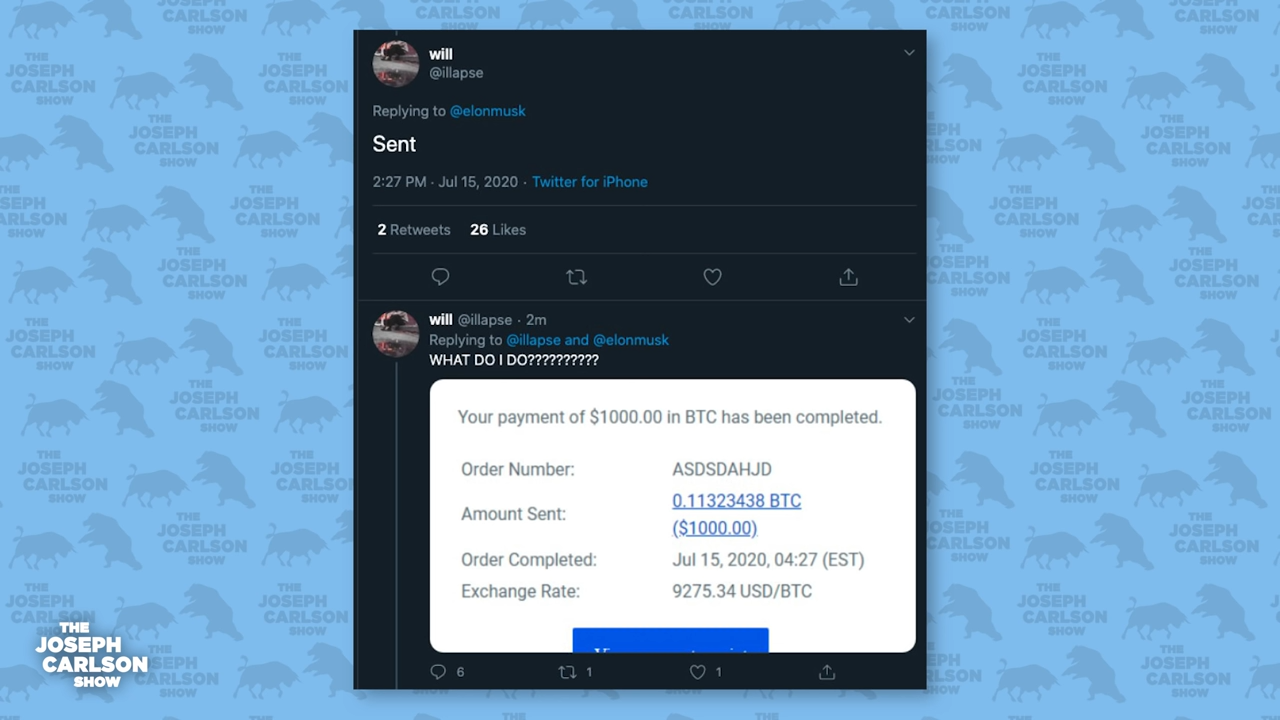 will
@illapse
Replying to @elonmusk
Sent
2:27 PM · Jul 15, 2020 · Twitter for iPhone
2 Retweets 26 Likes
will @illapse · 2m
Replying to @illapse and @elonmusk
WHAT DO I DO??????????
Your payment of $1000.00 in BTC has been completed.
Order Number: ASDSDAHJD
Amount Sent: 0.11323438 BTC
($1000.00)
Order Completed: Jul 15, 2020, 04:27 (EST)
Exchange Rate: 9275.34 USD/BTC
6 1 1
THE
JOSEPH
CARLSON
SHOW